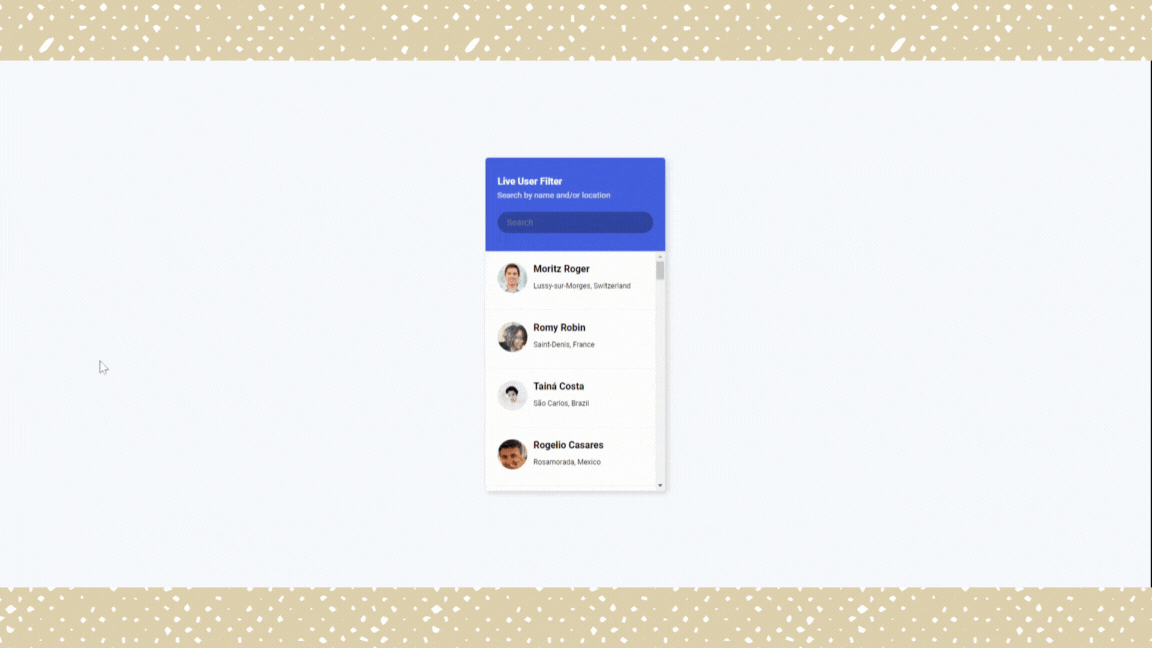 Live User Filter
Search by name and/or location
Search
Moritz Roger
Lussy-sur-Morges, Switzerland
Romy Robin
Saint-Denis, France
Tainá Costa
São Carlos, Brazil
Rogelio Casares
Rosamorada, Mexico